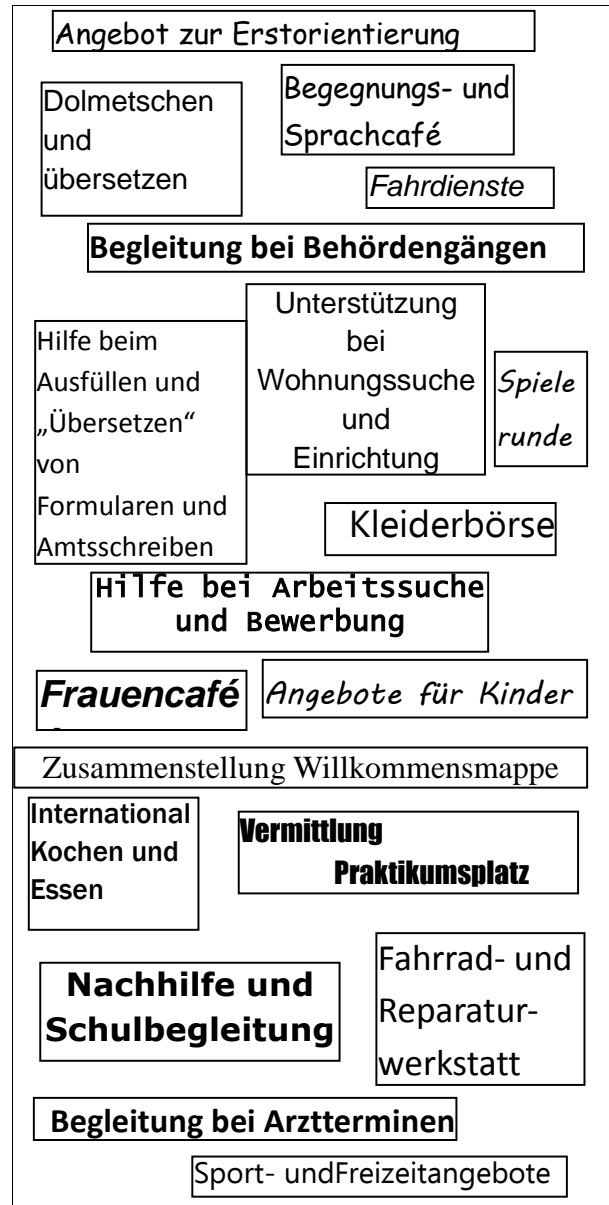 Angebot zur Erstorientierung
Begegnungs- und
Sprachcafé
Dolmetschen
und
übersetzen
Fahrdienste
Begleitung bei Behördengängen
Unterstützung
bei
Wohnungssuche
und
Einrichtung
Hilfe beim
Ausfüllen und
„Übersetzen“
von
Formularen und
Amtsschreiben
Spiele
runde
Kleiderbörse
Hilfe bei Arbeitssuche
und Bewerbung
Frauencafé
Angebote für Kinder
Zusammenstellung Willkommensmappe
International
Kochen und
Essen
Vermittlung
Praktikumsplatz
Fahrrad- und
Reparatur-
werkstatt
Nachhilfe und
Schulbegleitung
Begleitung bei Arztterminen
Sport- undFreizeitangebote